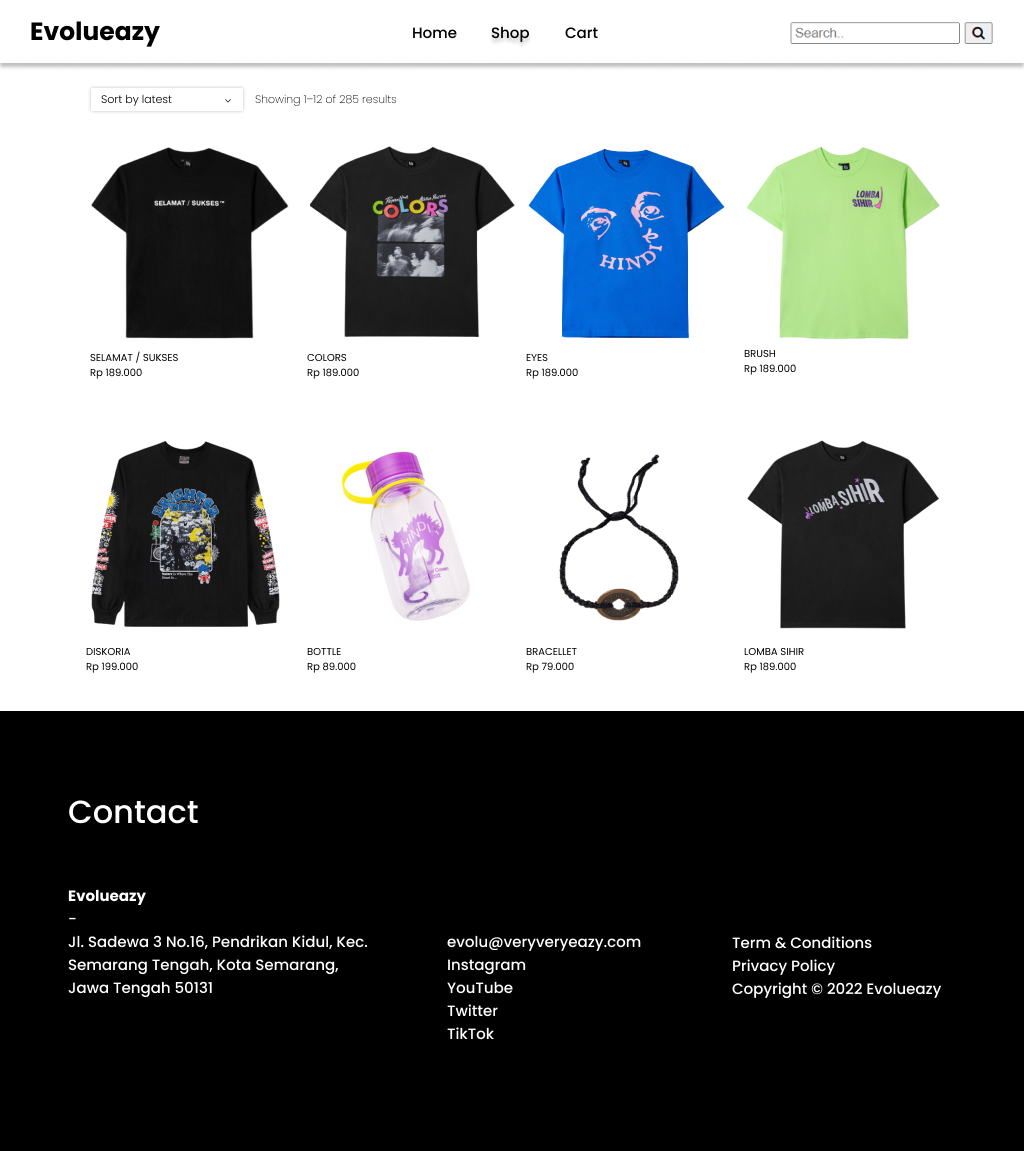 Evolueazy
Home
Shop
Cart
Search..
Sort by latest
Showing 1–12 of 285 results
SELAMAT / SUKSES™
COLORS
HINDIA
LOMBA
SIHIR
SELAMAT / SUKSES
Rp 189.000
COLORS
Rp 189.000
EYES
Rp 189.000
BRUSH
Rp 189.000
HINDIA
LOMBA SIHIR
DISKORIA
Rp 199.000
BOTTLE
Rp 89.000
BRACELLET
Rp 79.000
LOMBA SIHIR
Rp 189.000
Contact
Evolueazy
-
Jl. Sadewa 3 No.16, Pendrikan Kidul, Kec.
Semarang Tengah, Kota Semarang,
Jawa Tengah 50131
evolu@veryveryeazy.com
Instagram
YouTube
Twitter
TikTok
Term & Conditions
Privacy Policy
Copyright © 2022 Evolueazy